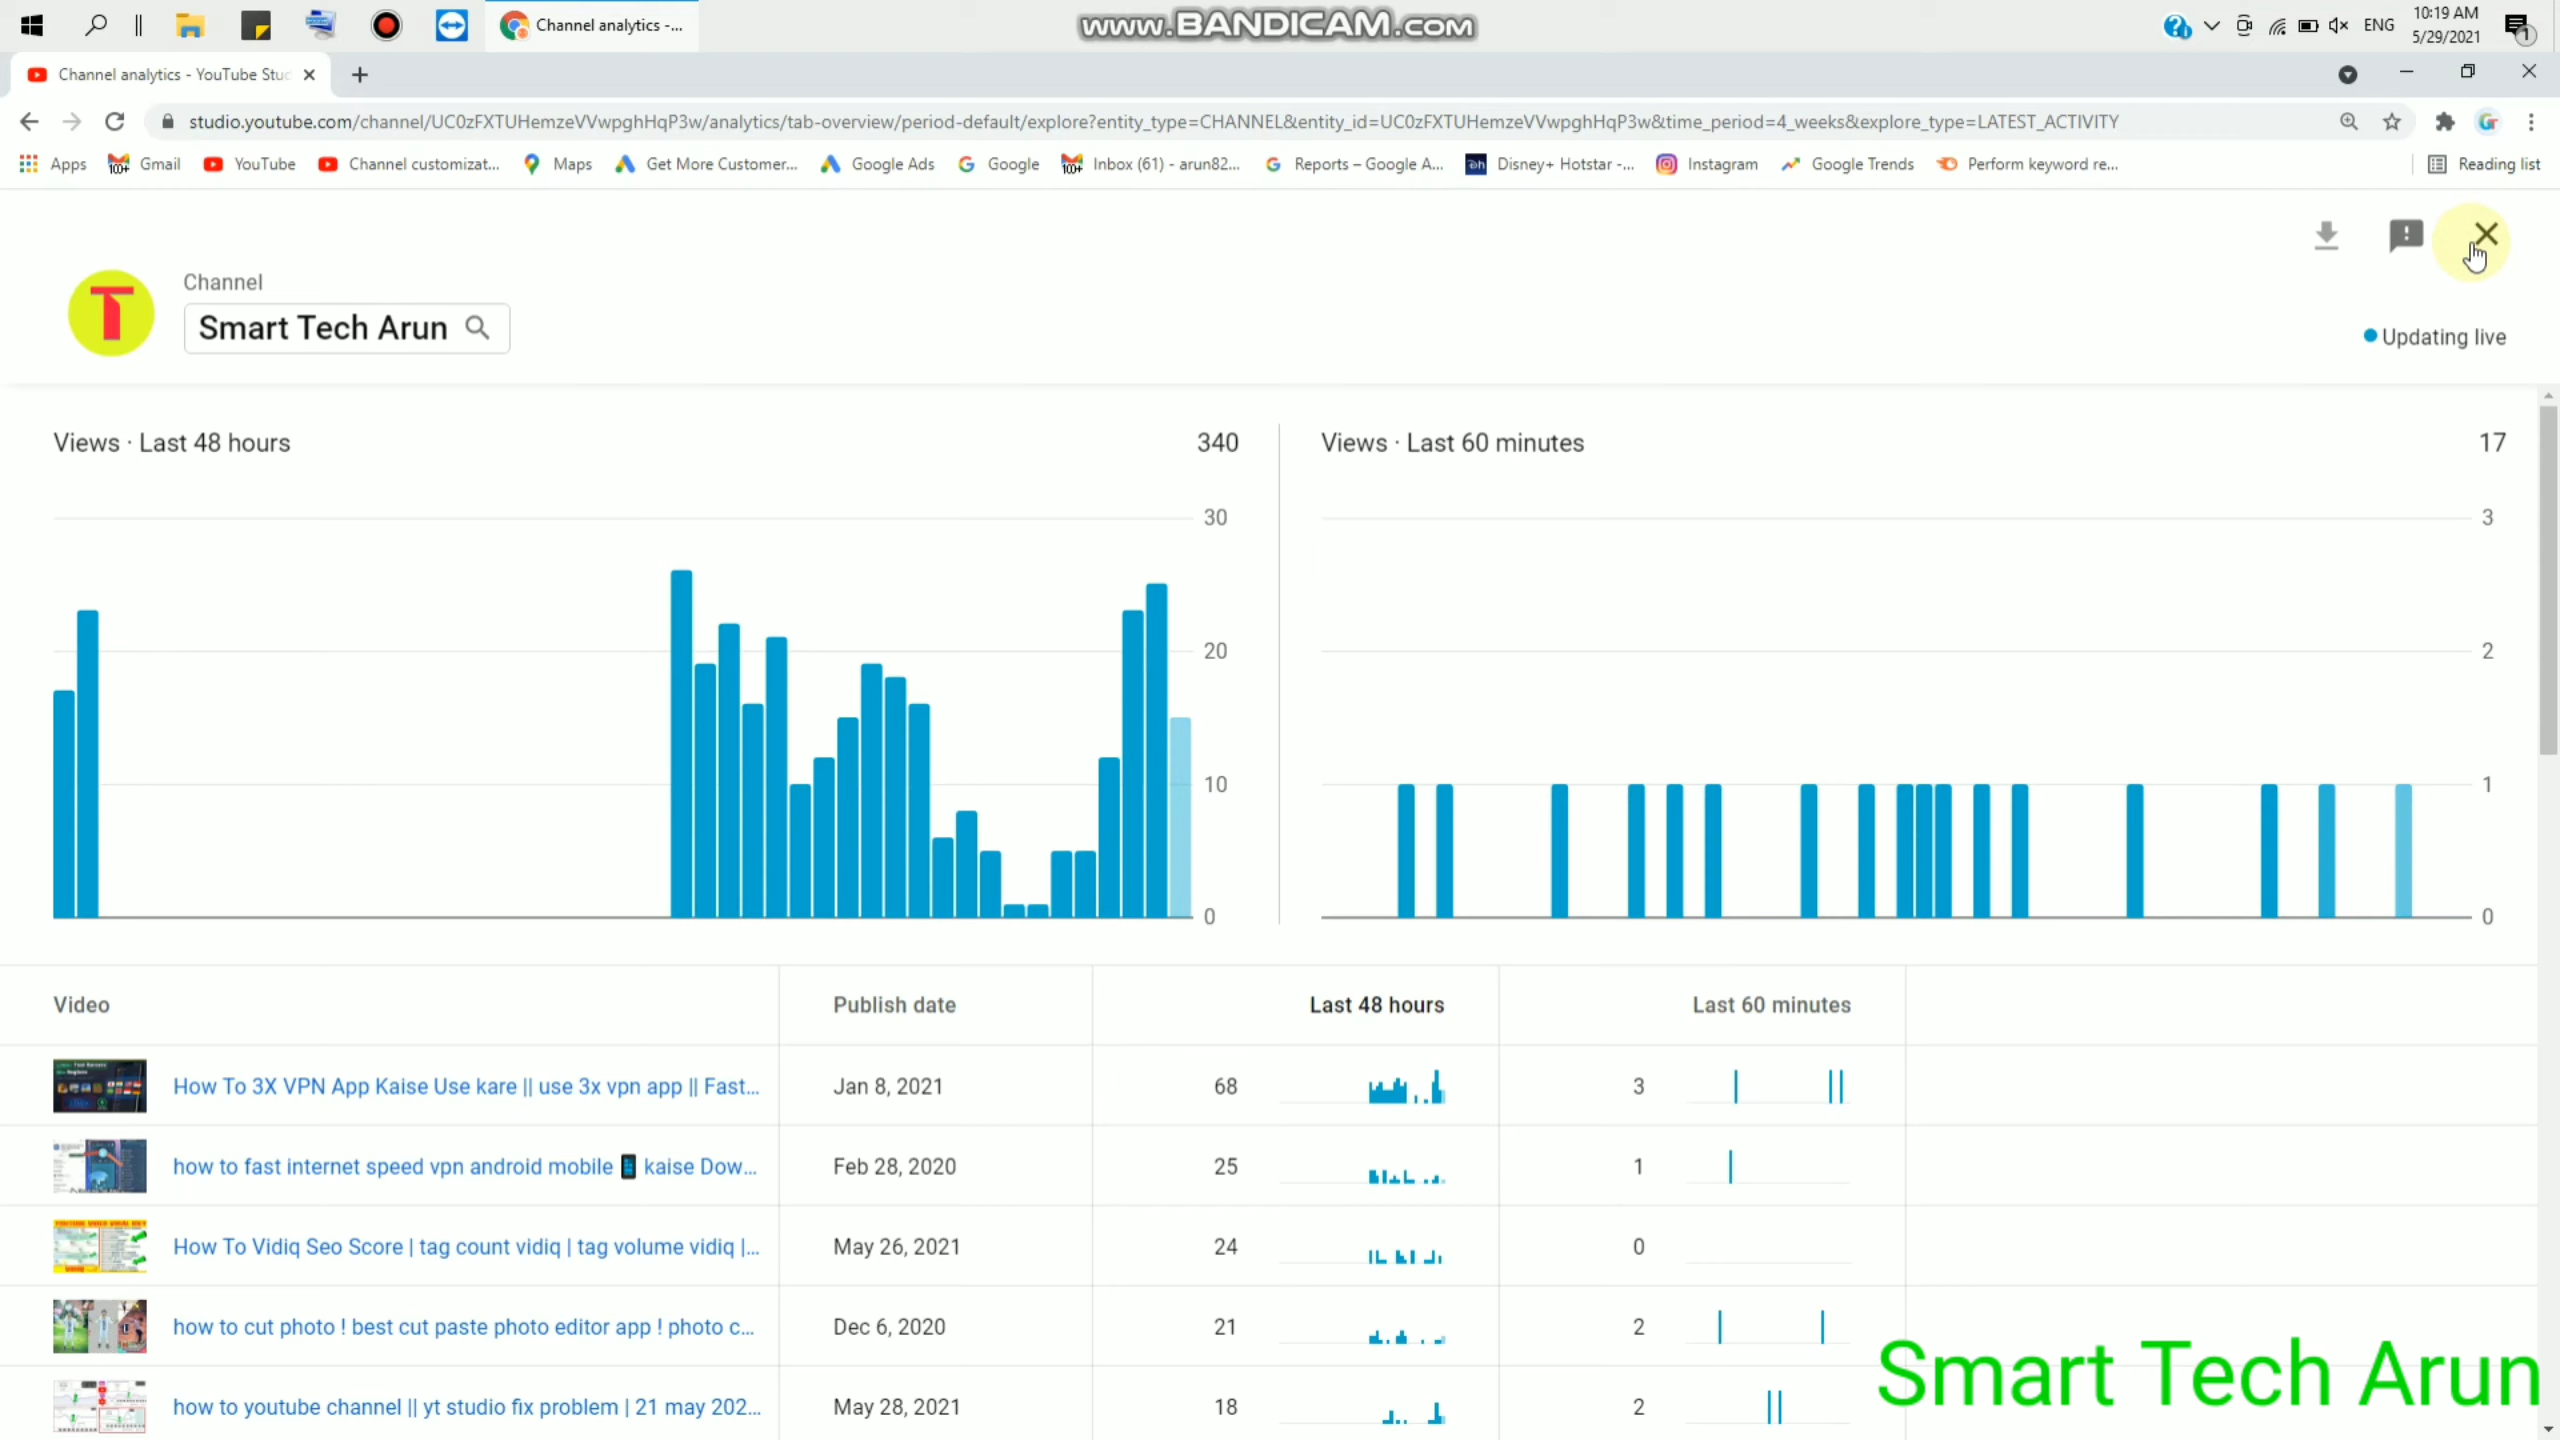 Channel analytics -...
www.BANDICAM.com
ENG
10:19 AM
5/29/2021
1
Channel analytics - YouTube Stu
studio.youtube.com/channel/UC0zFXTUHemzeVVwpghHqP3w/analytics/tab-overview/period-default/explore?entity_type=CHANNEL&entity_id=UC0zFXTUHemzeVVwpghHqP3w&time_period=4_weeks&explore_type=LATEST_ACTIVITY
Apps
Gmail
YouTube
Channel customizat...
Maps
Get More Customer...
Google Ads
Google
Inbox (61) - arun82...
Reports – Google A...
Disney+ Hotstar -...
Instagram
Google Trends
Perform keyword re...
Reading list
Channel
Smart Tech Arun
Updating live
Views · Last 48 hours 340
30
20
10
0
Views · Last 60 minutes 17
3
2
1
0
Video Publish date Last 48 hours Last 60 minutes
How To 3X VPN App Kaise Use kare || use 3x vpn app || Fast... Jan 8, 2021 68 3
how to fast internet speed vpn android mobile 📱 kaise Dow... Feb 28, 2020 25 1
How To Vidiq Seo Score | tag count vidiq | tag volume vidiq |... May 26, 2021 24 0
how to cut photo ! best cut paste photo editor app ! photo c... Dec 6, 2020 21 2
how to youtube channel || yt studio fix problem | 21 may 202... May 28, 2021 18 2
Smart Tech Arun